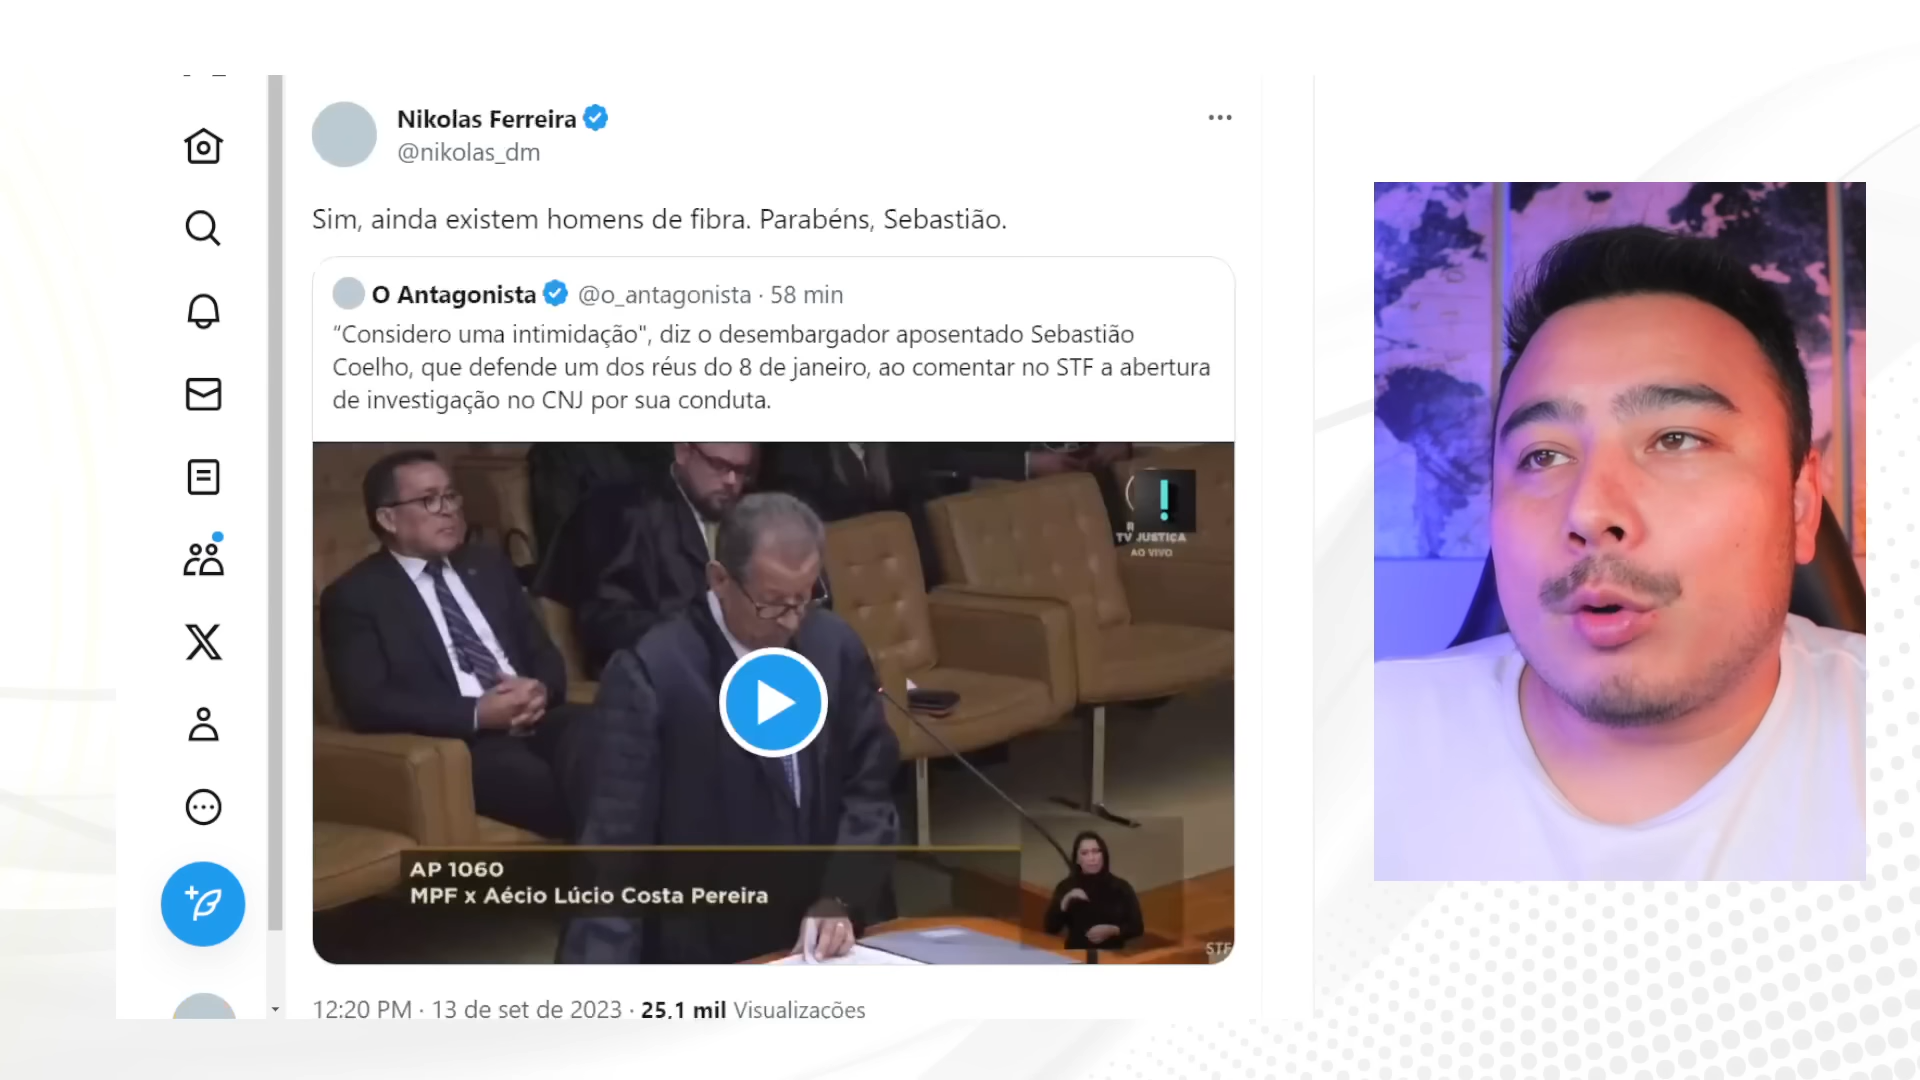 Nikolas Ferreira
@nikolas_dm
Sim, ainda existem homens de fibra. Parabéns, Sebastião.
O Antagonista @o_antagonista · 58 min
“Considero uma intimidação", diz o desembargador aposentado Sebastião
Coelho, que defende um dos réus do 8 de janeiro, ao comentar no STF a abertura
de investigação no CNJ por sua conduta.
TV JUSTIÇA
AO VIVO
AP 1060
MPF x Aécio Lúcio Costa Pereira
STF
12:20 PM · 13 de set de 2023 · 25,1 mil Visualizações